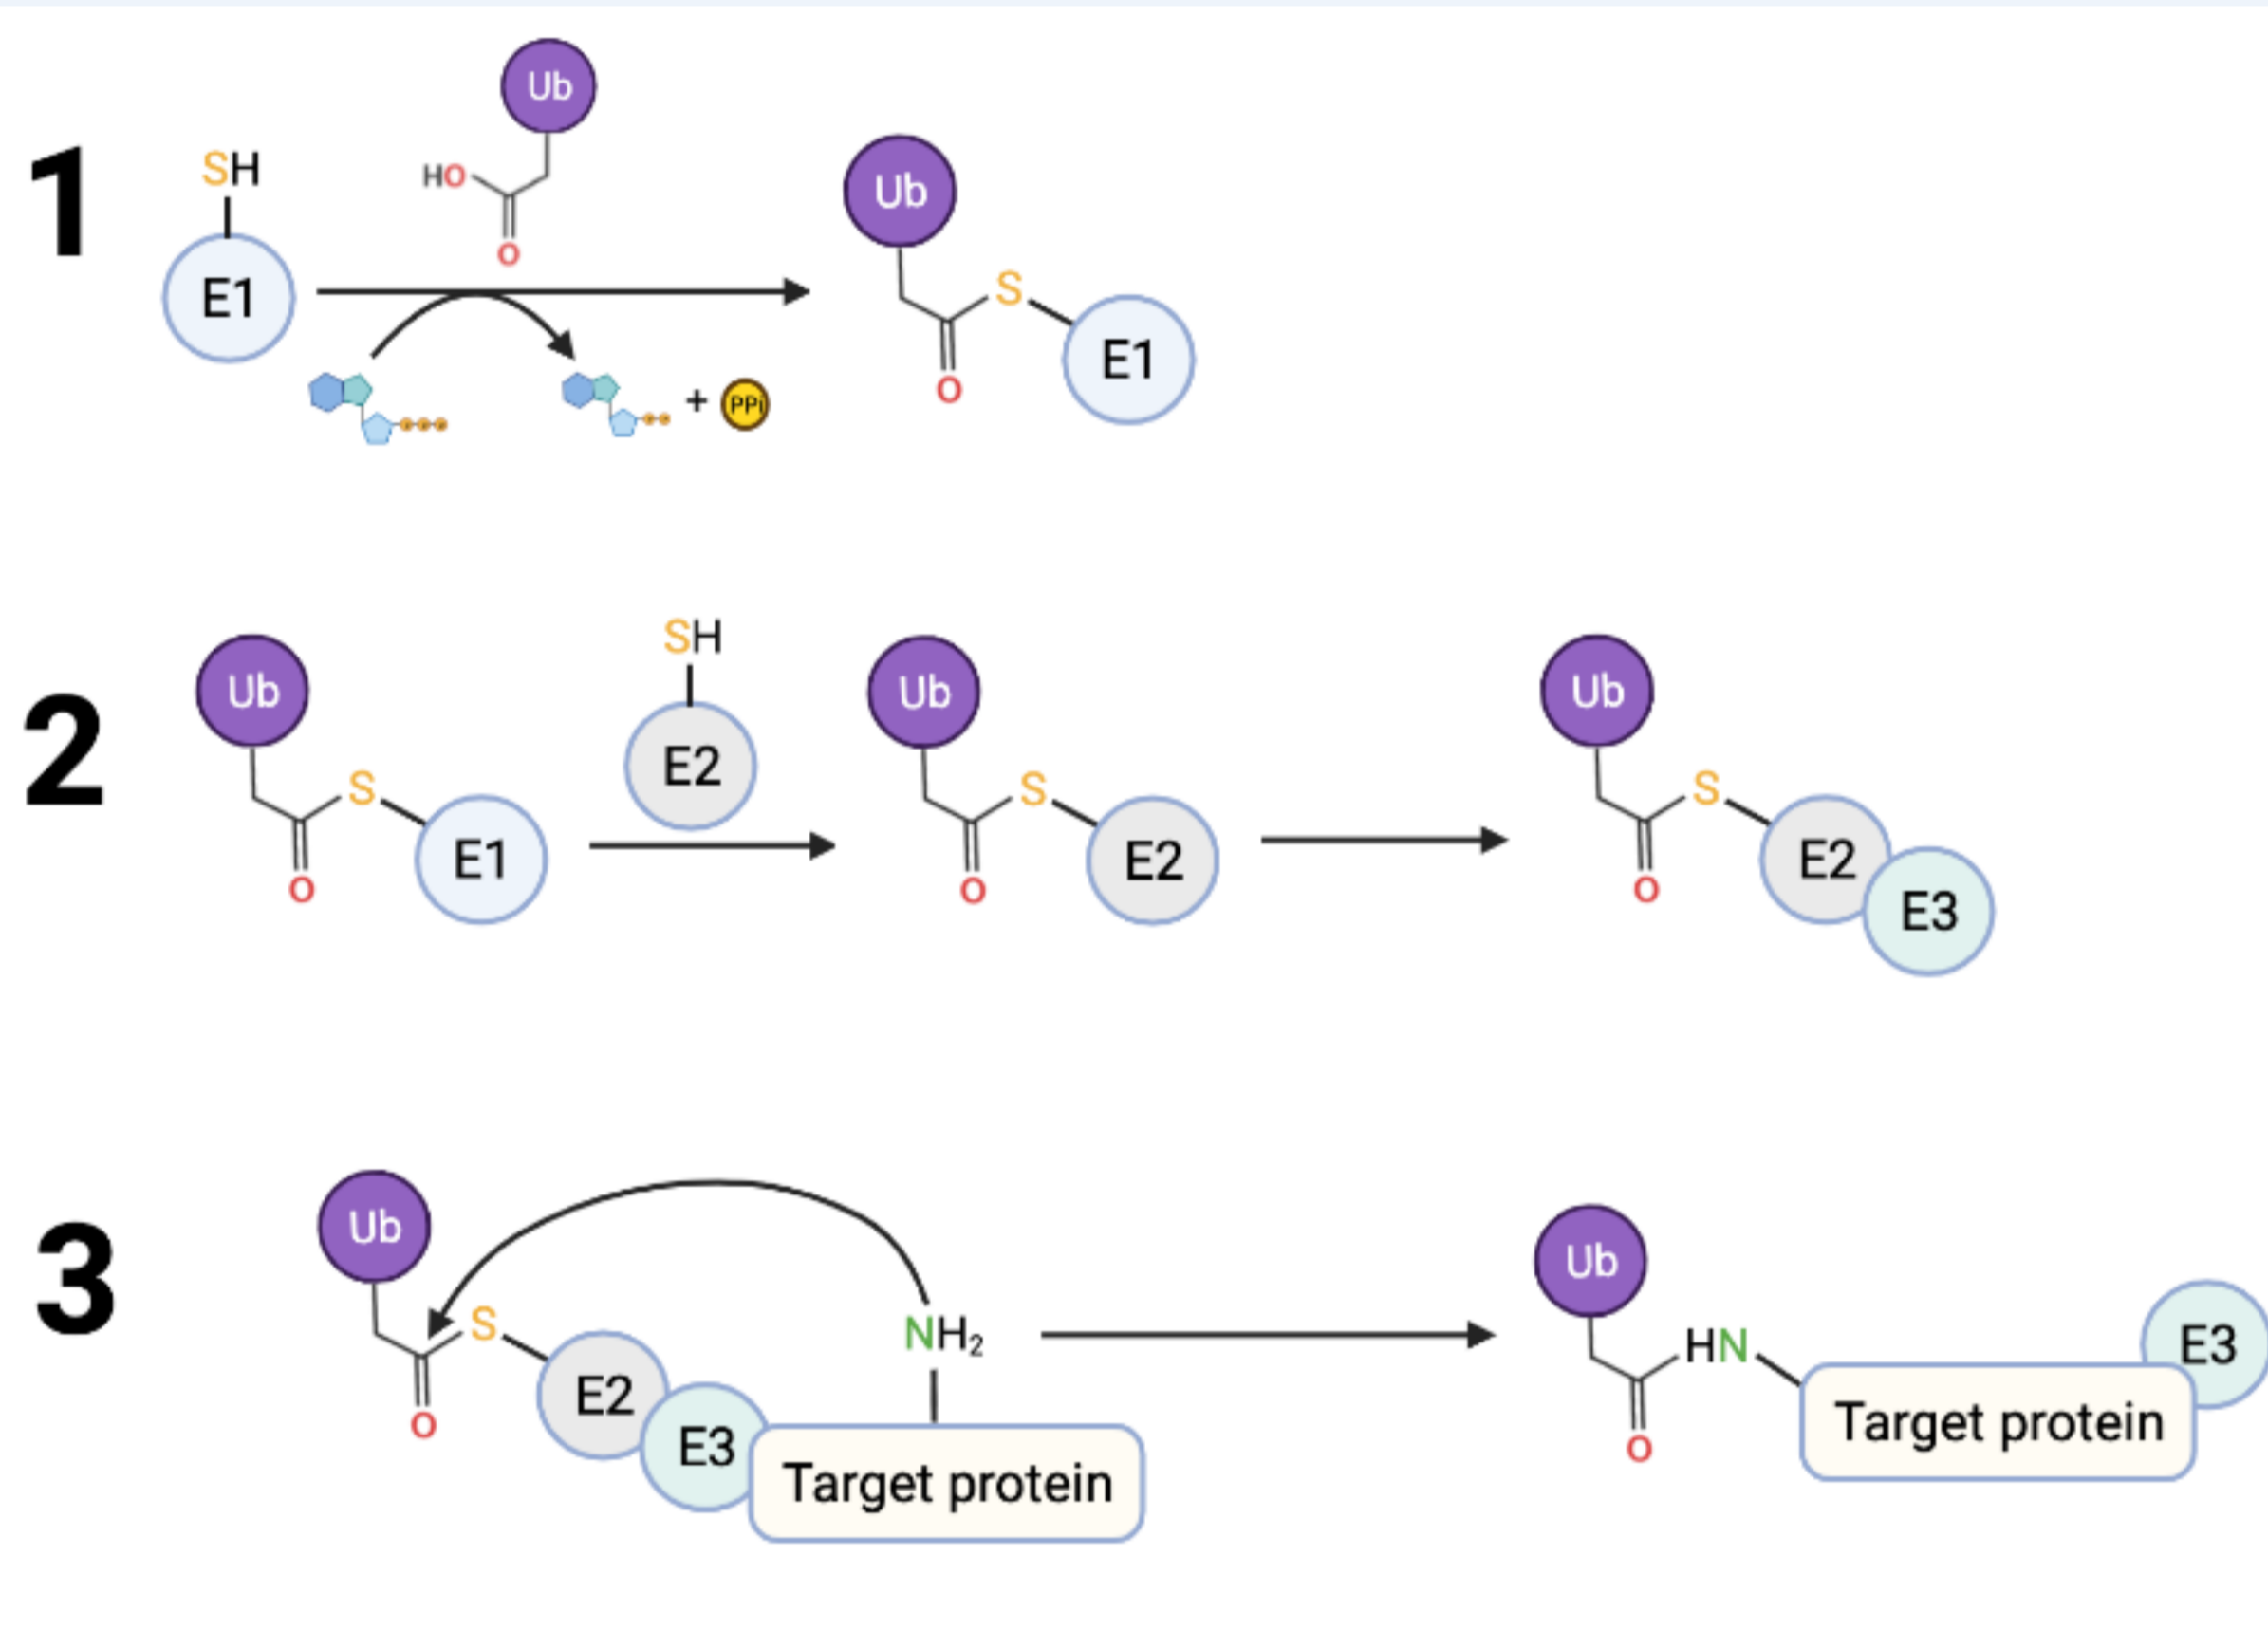 1
SH
E1
Ub
HO
O
+ PPi
Ub
S
O
E1
2
Ub
S
O
E1
SH
E2
Ub
S
O
E2
Ub
S
O
E2
E3
3
Ub
S
O
E2
E3
NH₂
Target protein
Ub
HN
O
Target protein
E3